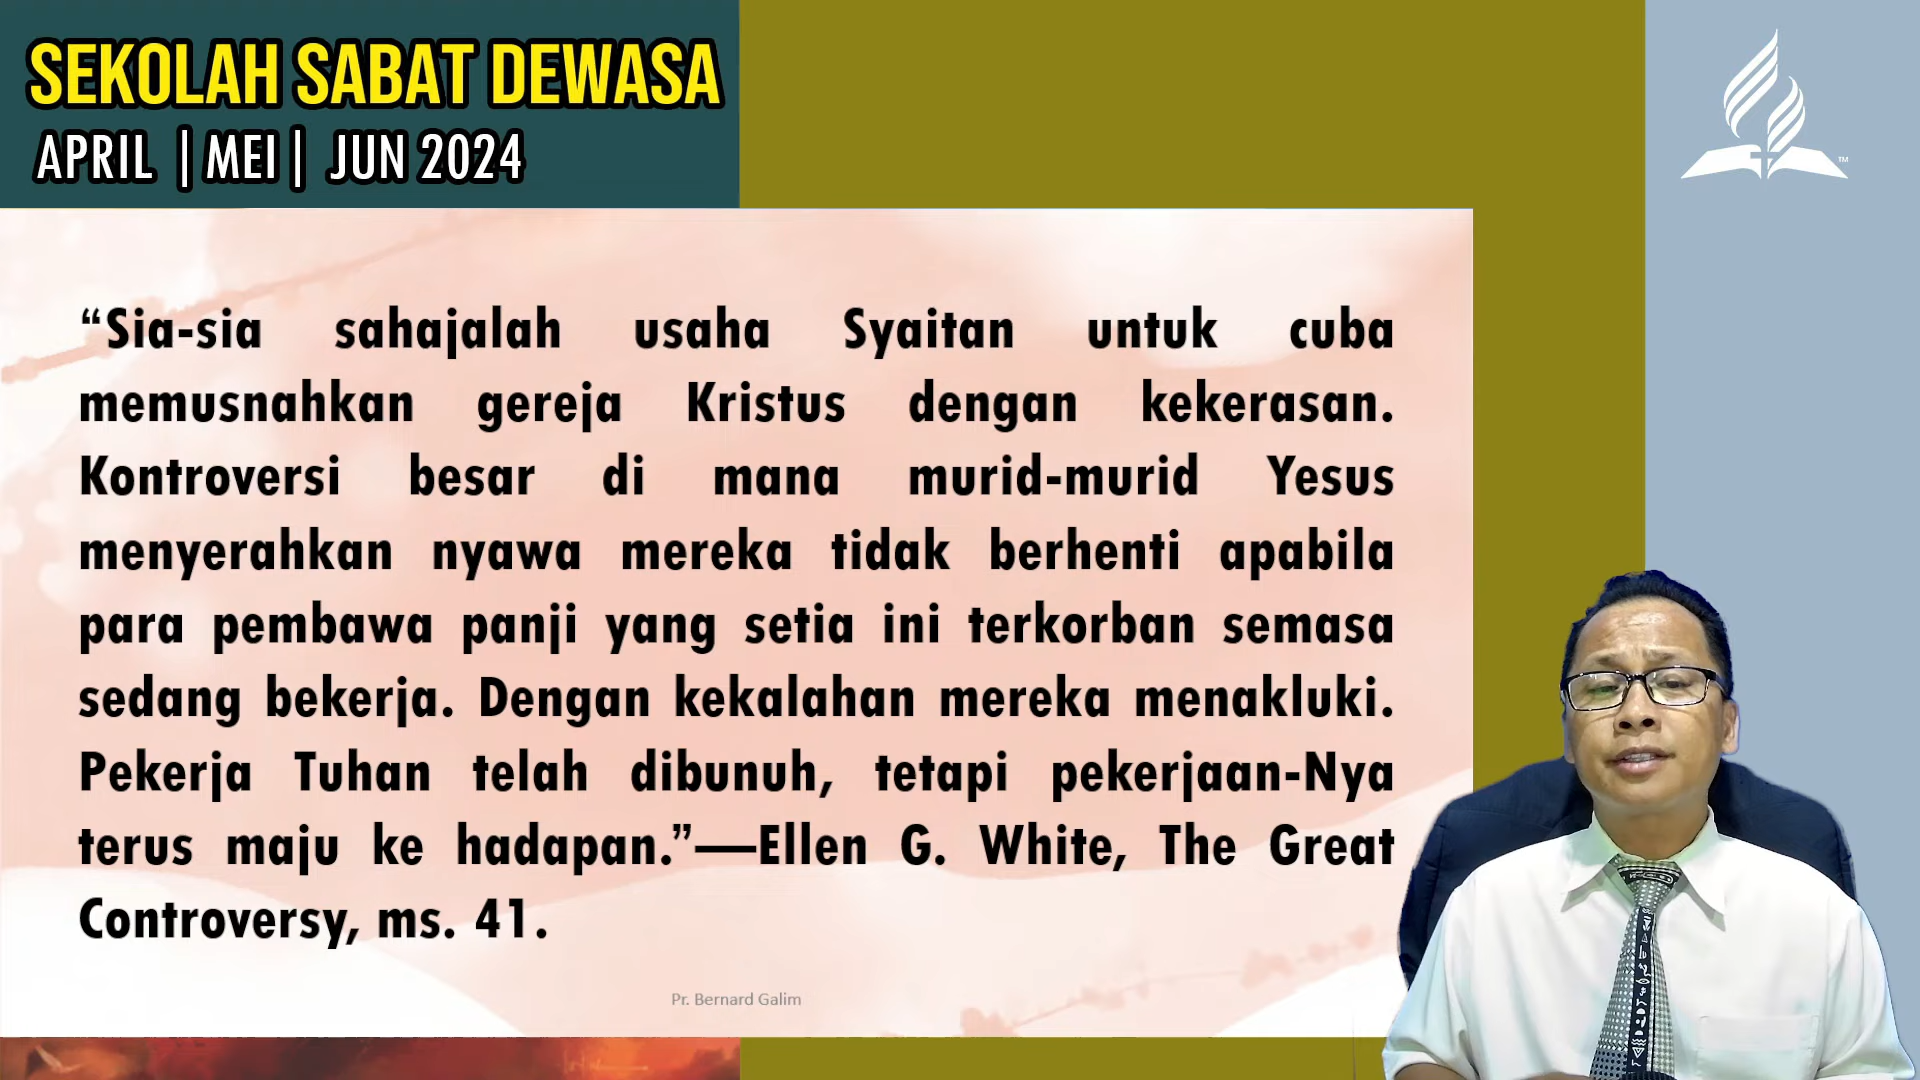 SEKOLAH SABAT DEWASA
APRIL | MEI | JUN 2024
™
“Sia-sia sahajalah usaha Syaitan untuk cuba
memusnahkan gereja Kristus dengan kekerasan.
Kontroversi besar di mana murid-murid Yesus
menyerahkan nyawa mereka tidak berhenti apabila
para pembawa panji yang setia ini terkorban semasa
sedang bekerja. Dengan kekalahan mereka menakluki.
Pekerja Tuhan telah dibunuh, tetapi pekerjaan-Nya
terus maju ke hadapan.”—Ellen G. White, The Great
Controversy, ms. 41.
Pr. Bernard Galim